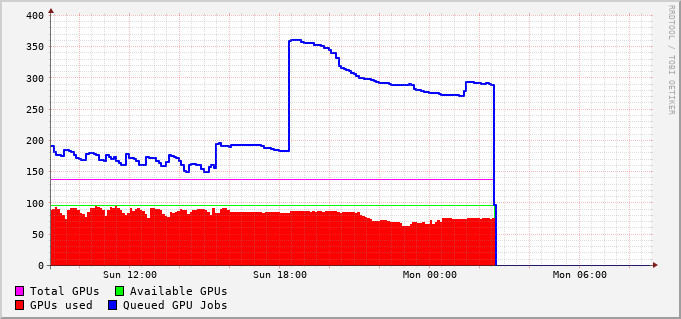 400
350
300
250
200
150
100
50
0
Sun 12:00 Sun 18:00 Mon 00:00 Mon 06:00
Total GPUs Available GPUs
GPUs used Queued GPU Jobs
RRDTOOL / TOBI OETIKER